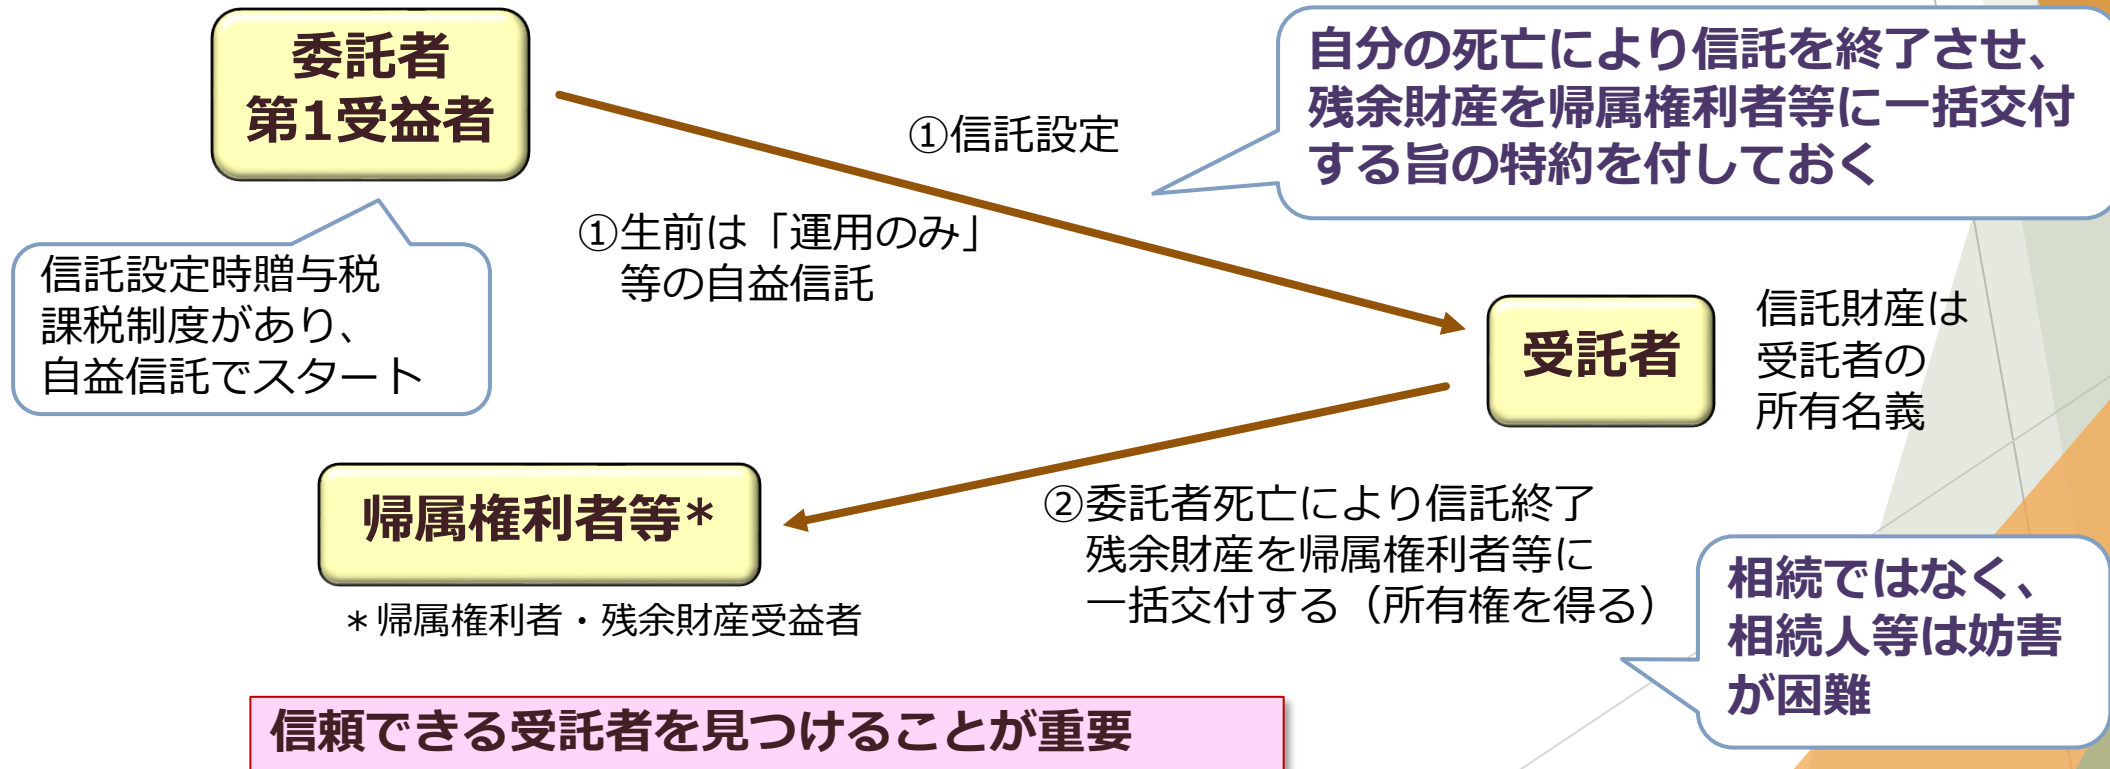 委託者
第1受益者
①信託設定
自分の死亡により信託を終了させ、
残余財産を帰属権利者等に一括交付
する旨の特約を付しておく
①生前は「運用のみ」
等の自益信託
信託設定時贈与税
課税制度があり、
自益信託でスタート
受託者
信託財産は
受託者の
所有名義
帰属権利者等*
＊帰属権利者・残余財産受益者
②委託者死亡により信託終了
残余財産を帰属権利者等に
一括交付する（所有権を得る）
相続ではなく、
相続人等は妨害
が困難
信頼できる受託者を見つけることが重要